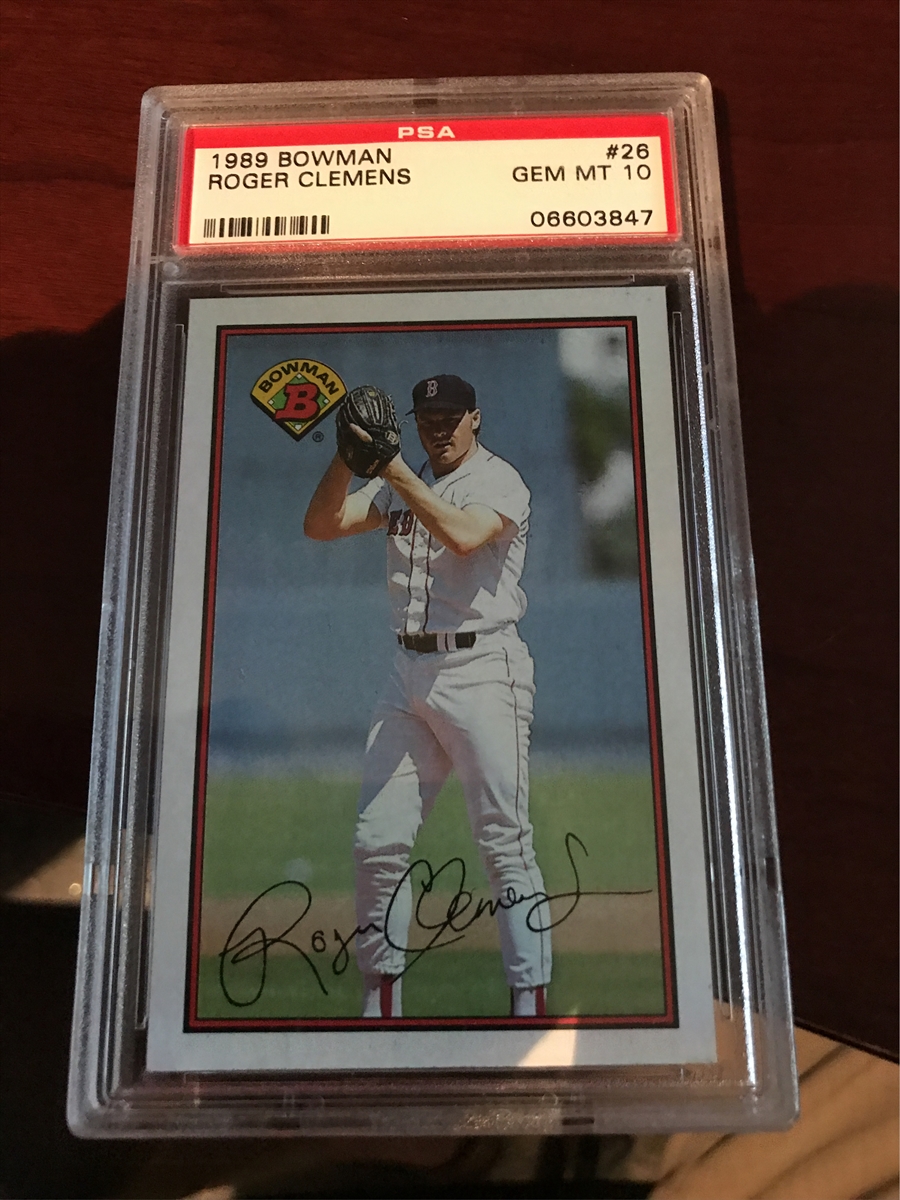 PSA
1989 BOWMAN #26
ROGER CLEMENS GEM MT 10
06603847
BOWMAN
B
®
B
Roger Clemens